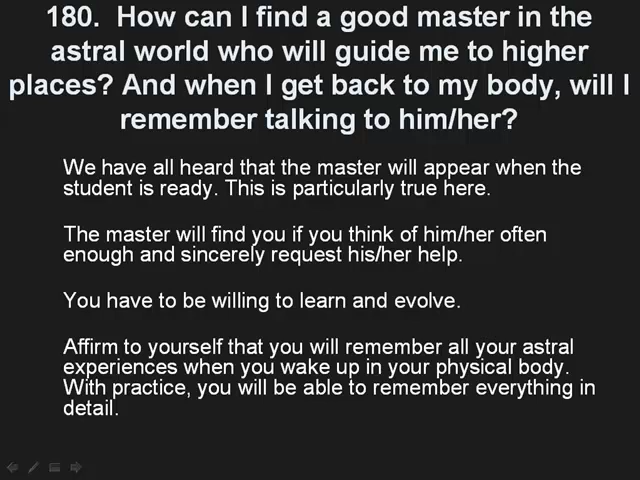 180.  How can I find a good master in the
astral world who will guide me to higher
places? And when I get back to my body, will I
remember talking to him/her?
We have all heard that the master will appear when the
student is ready. This is particularly true here.
The master will find you if you think of him/her often
enough and sincerely request his/her help.
You have to be willing to learn and evolve.
Affirm to yourself that you will remember all your astral
experiences when you wake up in your physical body.
With practice, you will be able to remember everything in
detail.